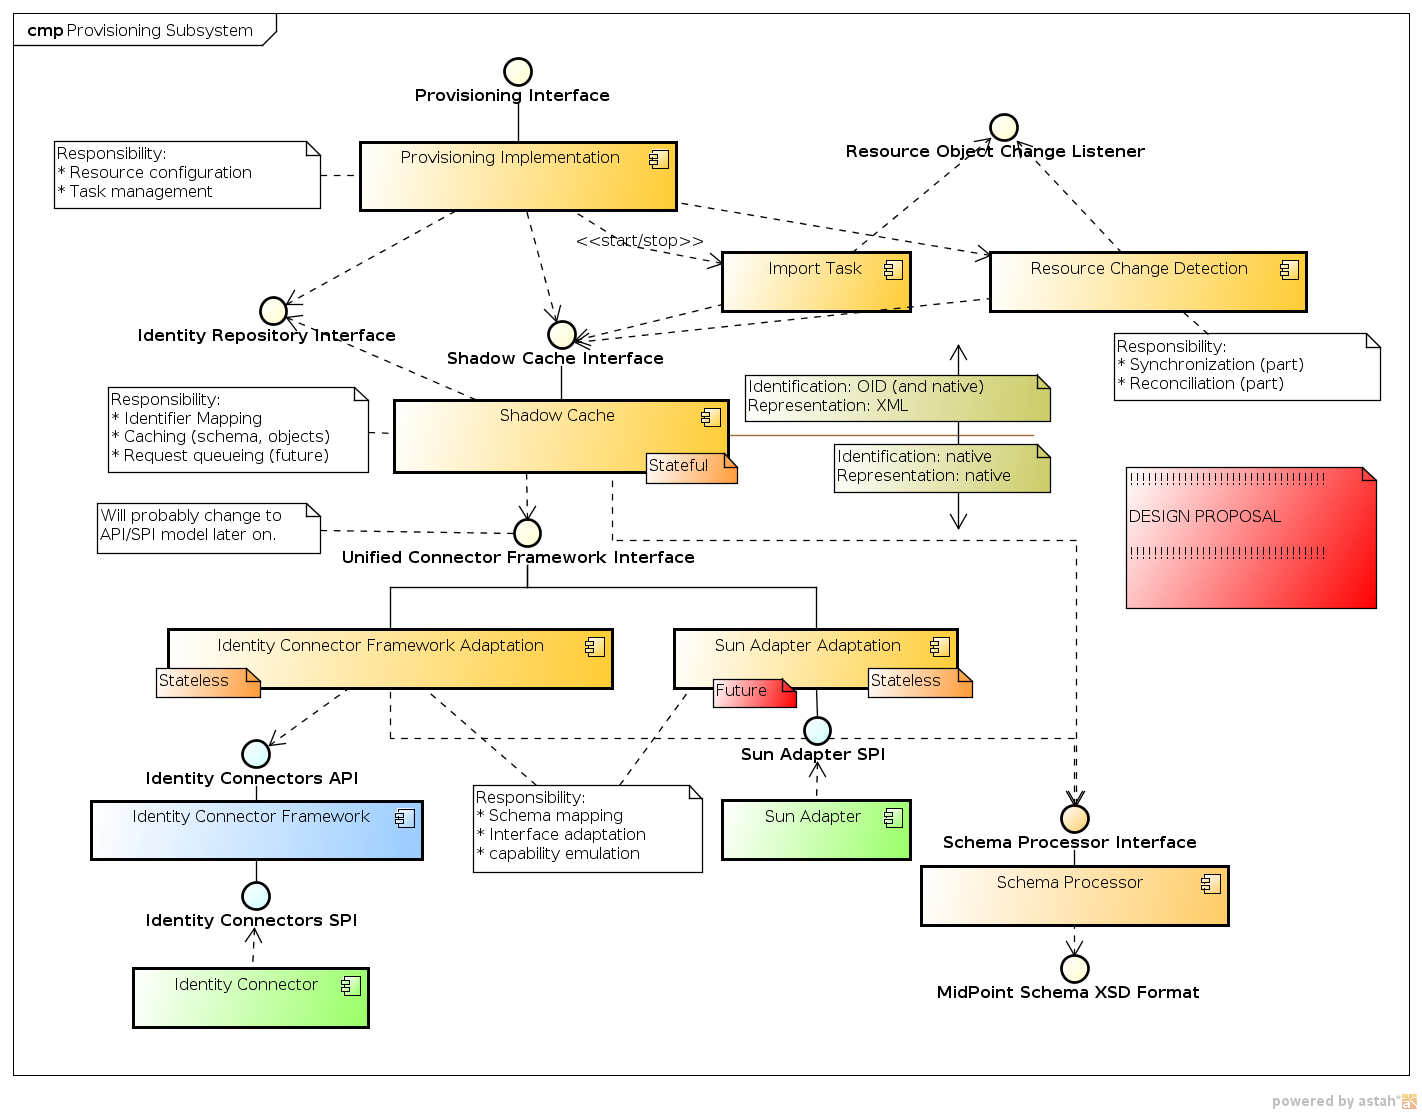 cmp Provisioning Subsystem
Provisioning Interface
Resource Object Change Listener
Responsibility:
* Resource configuration
* Task management
Provisioning Implementation
<<start/stop>>
Import Task
Resource Change Detection
Identity Repository Interface
Shadow Cache Interface
Responsibility:
* Synchronization (part)
* Reconciliation (part)
Identification: OID (and native)
Representation: XML
Responsibility:
* Identifier Mapping
* Caching (schema, objects)
* Request queueing (future)
Shadow Cache
Stateful
Identification: native
Representation: native
!!!!!!!!!!!!!!!!!!!!!!!!!!!!!!!!!
DESIGN PROPOSAL
!!!!!!!!!!!!!!!!!!!!!!!!!!!!!!!!!
Will probably change to
API/SPI model later on.
Unified Connector Framework Interface
Identity Connector Framework Adaptation
Stateless
Sun Adapter Adaptation
Future
Stateless
Identity Connectors API
Sun Adapter SPI
Responsibility:
* Schema mapping
* Interface adaptation
* capability emulation
Identity Connector Framework
Sun Adapter
Schema Processor Interface
Schema Processor
Identity Connectors SPI
Identity Connector
MidPoint Schema XSD Format
powered by astah*